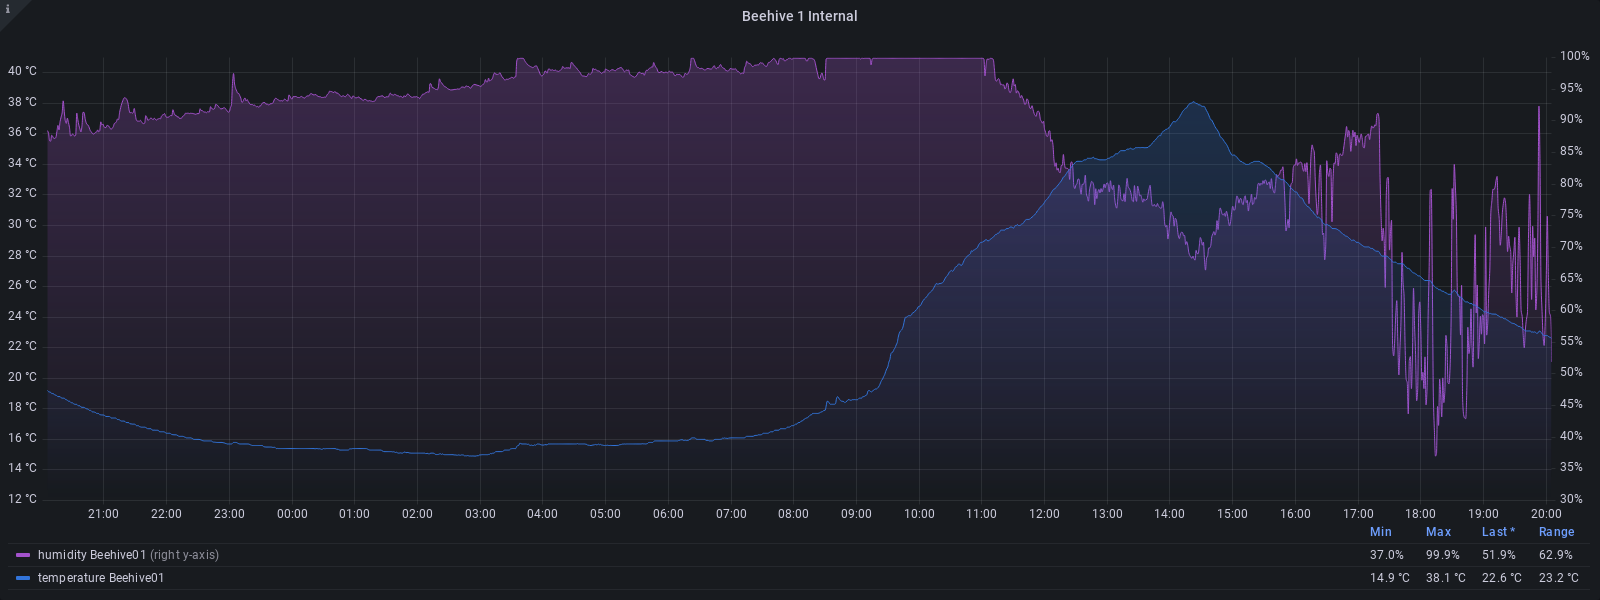 i
Beehive 1 Internal
40 °C
38 °C
36 °C
34 °C
32 °C
30 °C
28 °C
26 °C
24 °C
22 °C
20 °C
18 °C
16 °C
14 °C
12 °C
100%
95%
90%
85%
80%
75%
70%
65%
60%
55%
50%
45%
40%
35%
30%
21:00 22:00 23:00 00:00 01:00 02:00 03:00 04:00 05:00 06:00 07:00 08:00 09:00 10:00 11:00 12:00 13:00 14:00 15:00 16:00 17:00 18:00 19:00 20:00
Min Max Last * Range
humidity Beehive01 (right y-axis) 37.0% 99.9% 51.9% 62.9%
temperature Beehive01 14.9 °C 38.1 °C 22.6 °C 23.2 °C